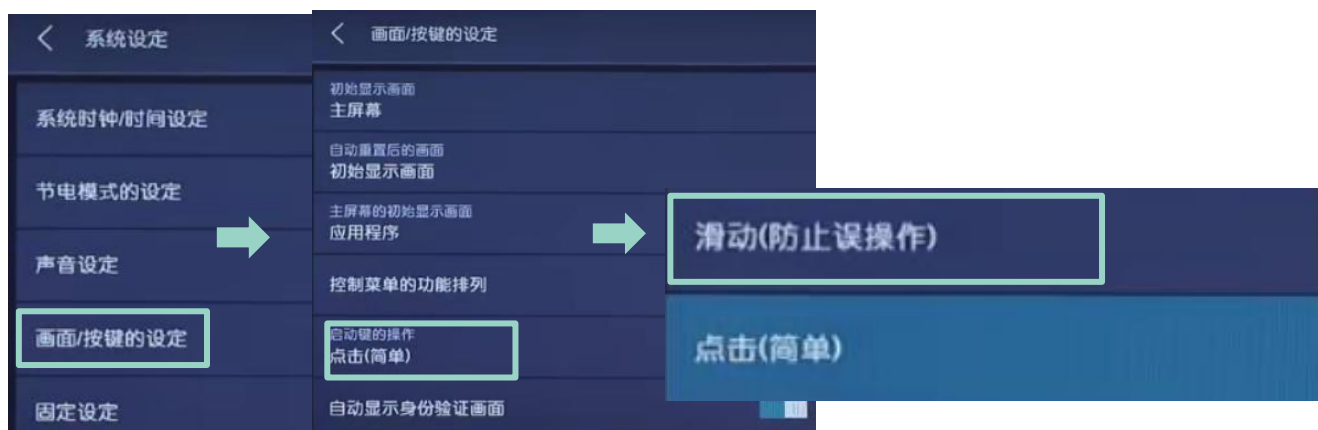 系统设定
系统时钟/时间设定
节电模式的设定
声音设定
画面/按键的设定
固定设定
画面/按键的设定
初始显示画面
主屏幕
自动重置后的画面
初始显示画面
主屏幕的初始显示画面
应用程序
控制菜单的功能排列
启动键的操作
点击(简单)
自动显示身份验证画面
滑动(防止误操作)
点击(简单)